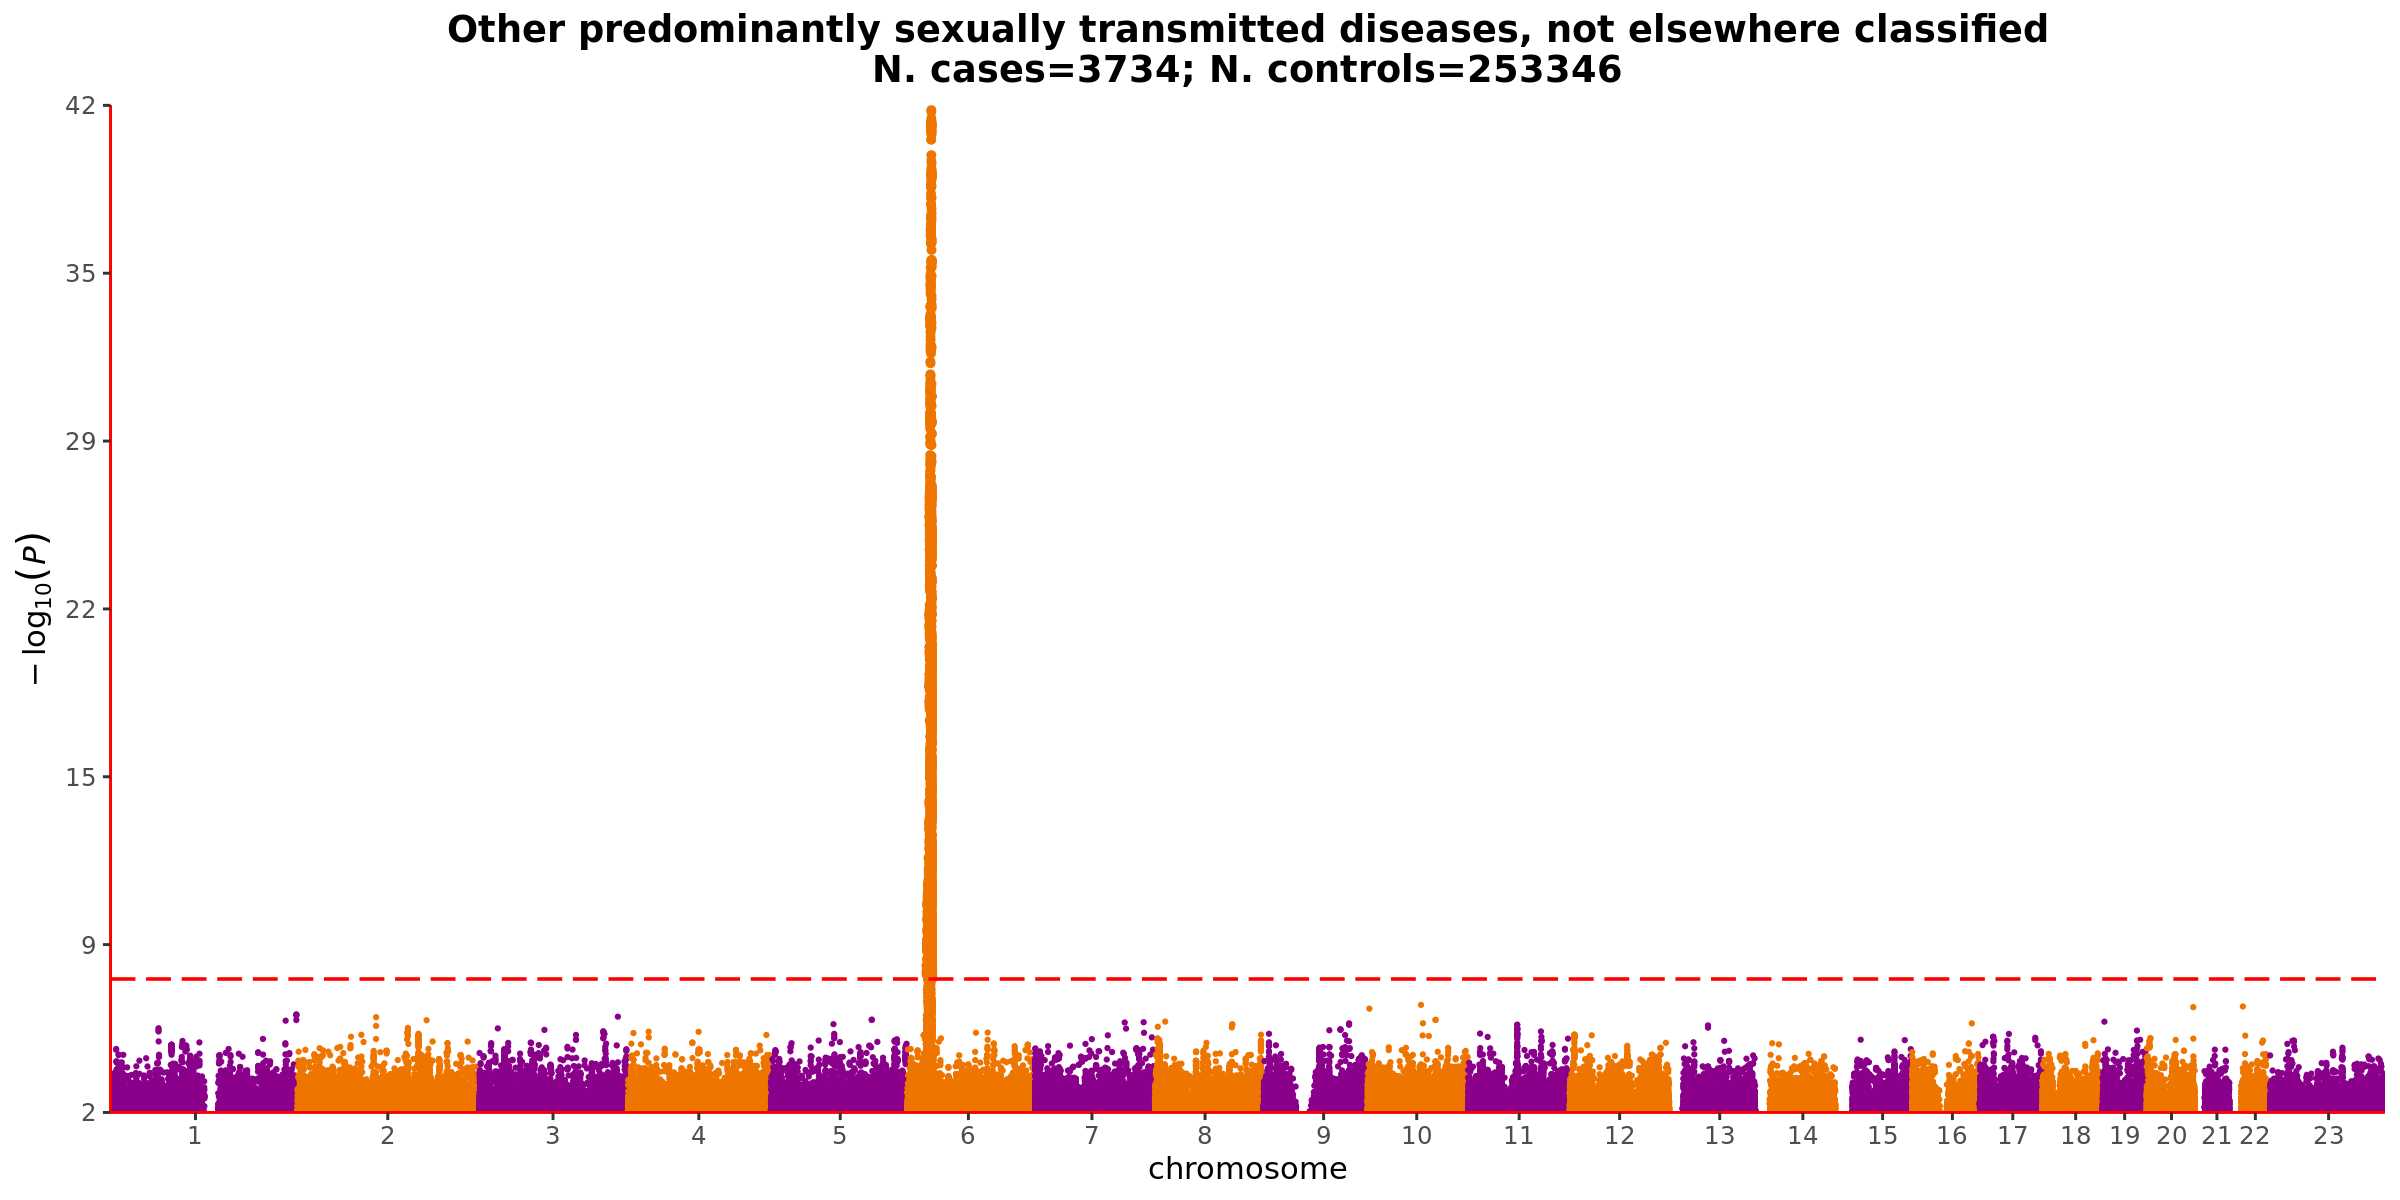 Other predominantly sexually transmitted diseases, not elsewhere classified
N. cases=3734; N. controls=253346
42
35
29
22
15
9
2
−log10(P)
1 2 3 4 5 6 7 8 9 10 11 12 13 14 15 16 17 18 19 20 21 22 23
chromosome